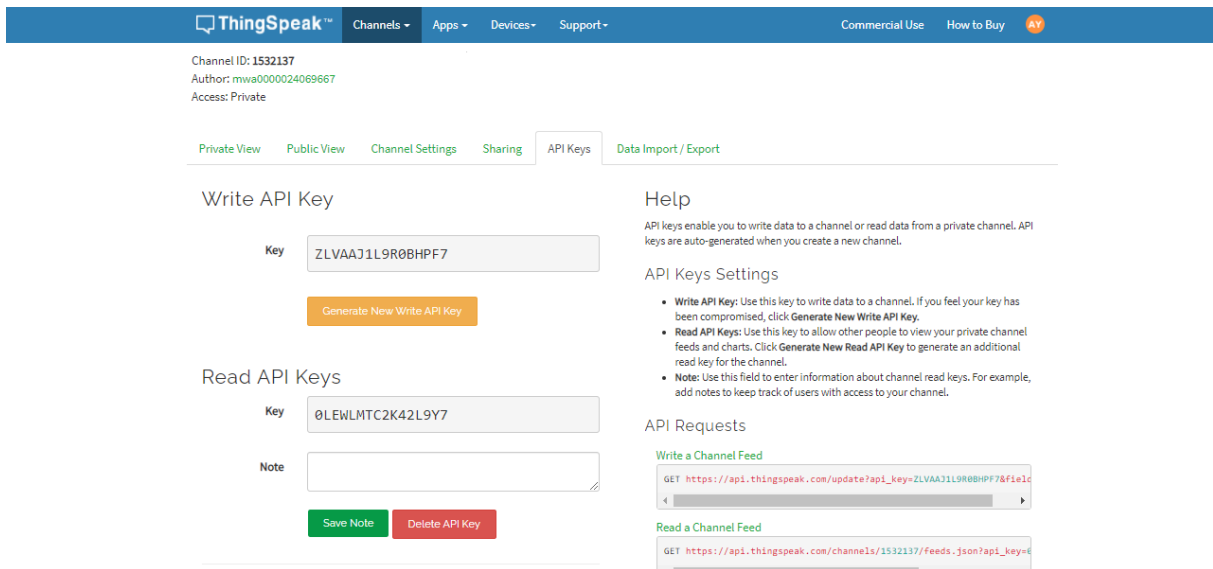 ThingSpeak™ Channels Apps Devices Support Commercial Use How to Buy AY
Channel ID: 1532137
Author: mwa0000024069667
Access: Private
Private View Public View Channel Settings Sharing API Keys Data Import / Export
Write API Key
Key
ZLVAAJ1L9R0BHPF7
Generate New Write API Key
Read API Keys
Key
0LEWLMTC2K42L9Y7
Note
Save Note Delete API Key
Help
API keys enable you to write data to a channel or read data from a private channel. API
keys are auto-generated when you create a new channel.
API Keys Settings
• Write API Key: Use this key to write data to a channel. If you feel your key has
been compromised, click Generate New Write API Key.
• Read API Keys: Use this key to allow other people to view your private channel
feeds and charts. Click Generate New Read API Key to generate an additional
read key for the channel.
• Note: Use this field to enter information about channel read keys. For example,
add notes to keep track of users with access to your channel.
API Requests
Write a Channel Feed
GET https://api.thingspeak.com/update?api_key=ZLVAAJ1L9R0BHPF7&field
Read a Channel Feed
GET https://api.thingspeak.com/channels/1532137/feeds.json?api_key=